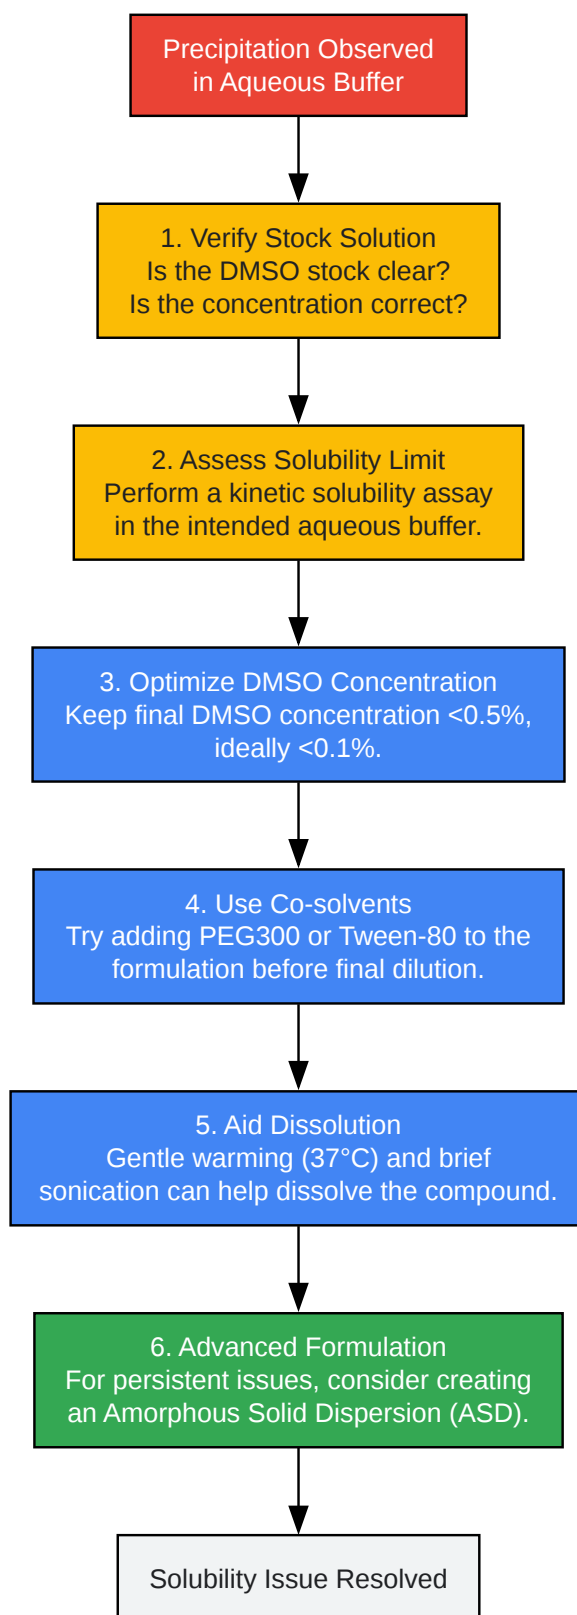 Precipitation Observed
in Aqueous Buffer
1. Verify Stock Solution
Is the DMSO stock clear?
Is the concentration correct?
2. Assess Solubility Limit
Perform a kinetic solubility assay
in the intended aqueous buffer.
3. Optimize DMSO Concentration
Keep final DMSO concentration <0.5%,
ideally <0.1%.
4. Use Co-solvents
Try adding PEG300 or Tween-80 to the
formulation before final dilution.
5. Aid Dissolution
Gentle warming (37°C) and brief
sonication can help dissolve the compound.
6. Advanced Formulation
For persistent issues, consider creating
an Amorphous Solid Dispersion (ASD).
Solubility Issue Resolved